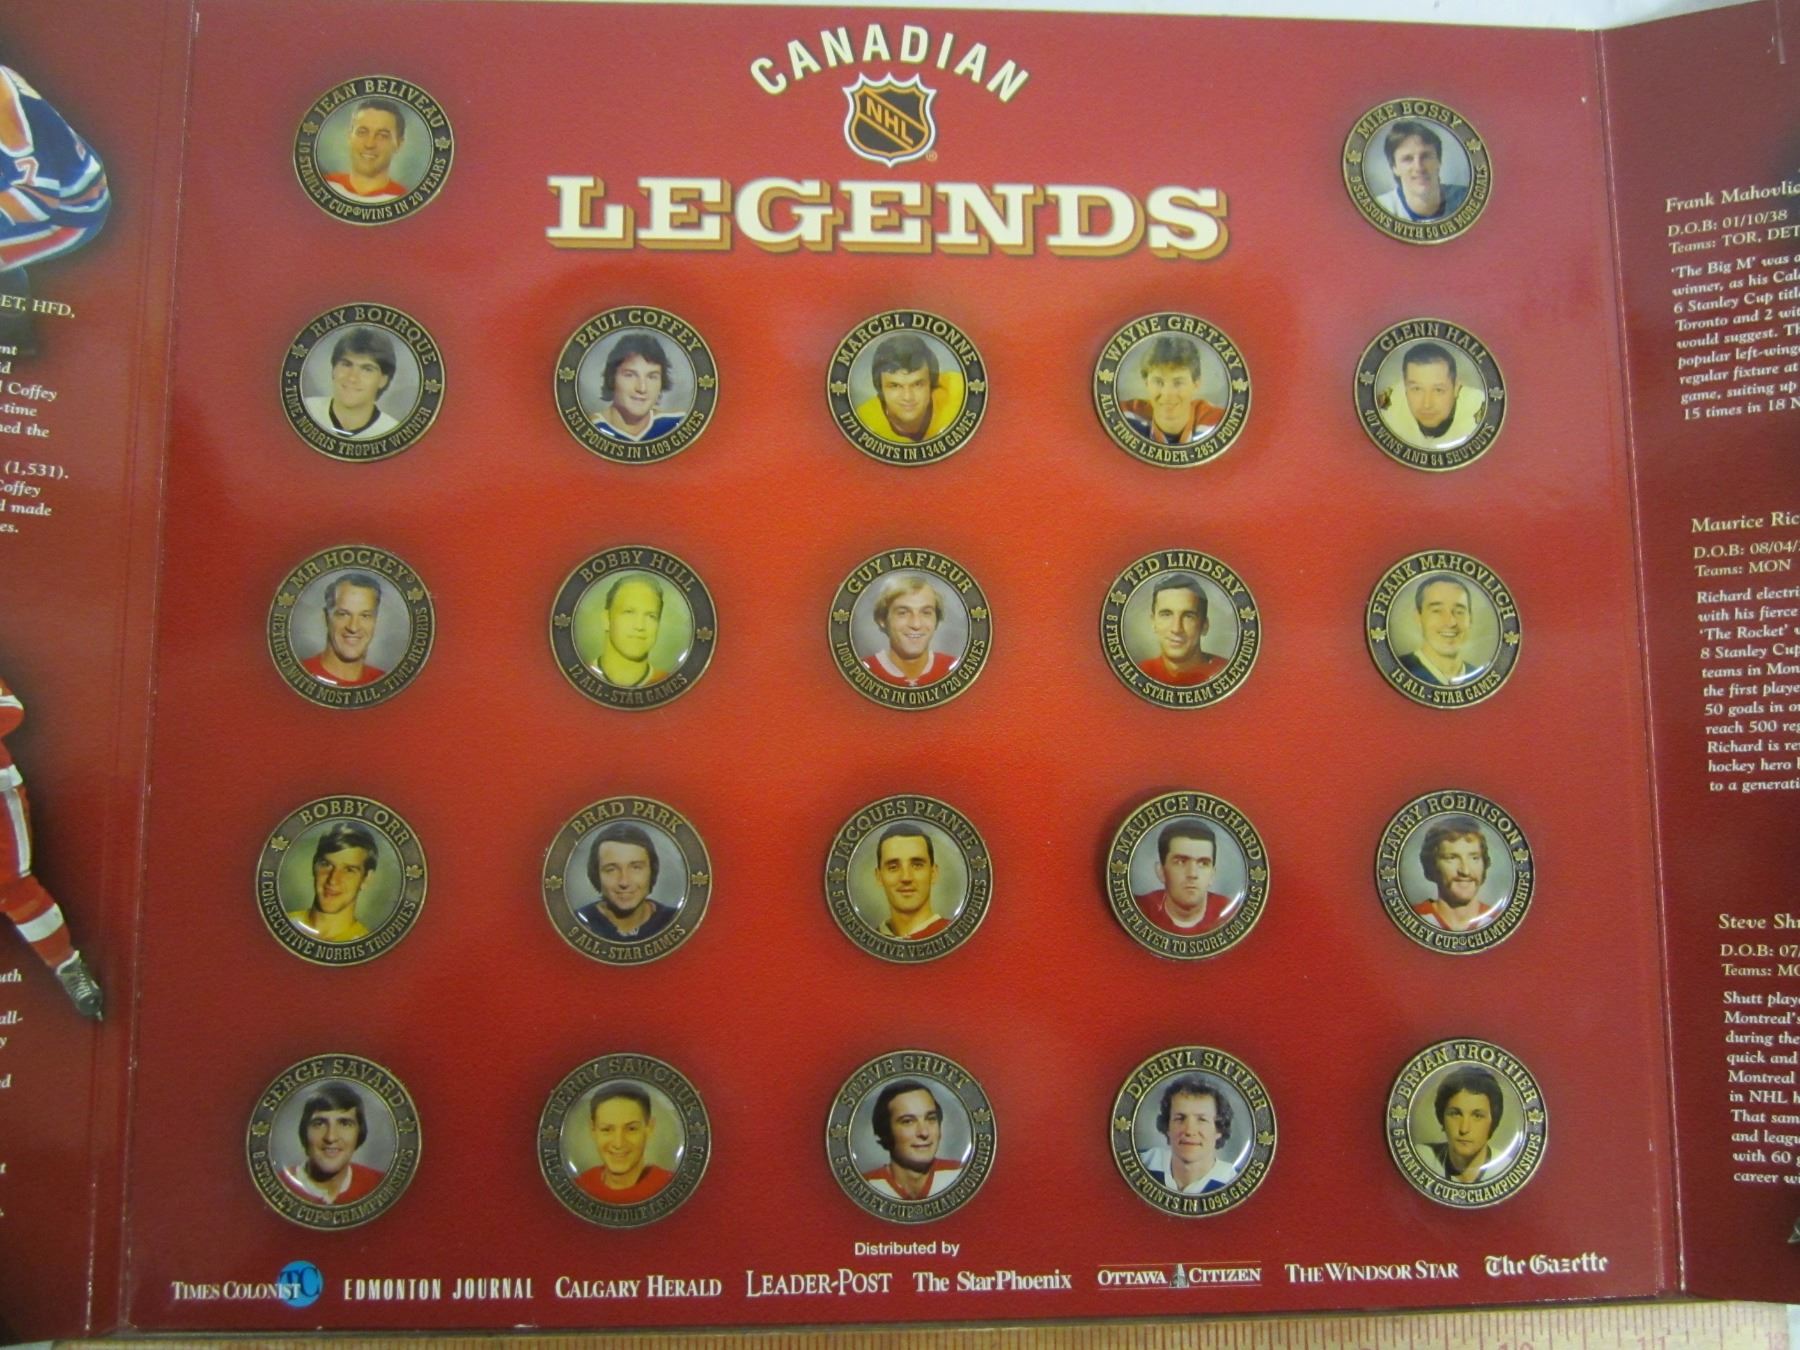 CANADIAN
NHL
LEGENDS
JEAN BELIVEAU
10 STANLEY CUP® WINS IN 20 YEARS
MIKE BOSSY
9 SEASONS WITH 50 OR MORE GOALS
RAY BOURQUE
5-TIME NORRIS TROPHY WINNER
PAUL COFFEY
1531 POINTS IN 1409 GAMES
MARCEL DIONNE
1771 POINTS IN 1348 GAMES
WAYNE GRETZKY
ALL-TIME LEADER-2857 POINTS
GLENN HALL
407 WINS AND 84 SHUTOUTS
MR HOCKEY®
RETIRED WITH MOST ALL-TIME RECORDS
BOBBY HULL
12 ALL-STAR GAMES
GUY LAFLEUR
1000 POINTS IN ONLY 720 GAMES
TED LINDSAY
8 FIRST ALL-STAR TEAM SELECTIONS
FRANK MAHOVLICH
15 ALL-STAR GAMES
BOBBY ORR
8 CONSECUTIVE NORRIS TROPHIES
BRAD PARK
9 ALL-STAR GAMES
JACQUES PLANTE
5 CONSECUTIVE VEZINA TROPHIES
MAURICE RICHARD
FIRST PLAYER TO SCORE 500 GOALS
LARRY ROBINSON
6 STANLEY CUP® CHAMPIONSHIPS
SERGE SAVARD
8 STANLEY CUP® CHAMPIONSHIPS
TERRY SAWCHUK
ALL-TIME SHUTOUT LEADER-103
STEVE SHUTT
5 STANLEY CUP® CHAMPIONSHIPS
DARRYL SITTLER
1121 POINTS IN 1096 GAMES
BRYAN TROTTIER
6 STANLEY CUP® CHAMPIONSHIPS
Distributed by
TIMES COLONIST TC EDMONTON JOURNAL CALGARY HERALD LEADER-POST The StarPhoenix OTTAWA CITIZEN THE WINDSOR STAR The Gazette
7
ET, HFD,
Coffey
-time
ed the
(1,531).
Coffey
made
Frank Mahovlic
D.O.B: 01/10/38
Teams: TOR, DET
'The Big M' was a
winner, as his Cal
6 Stanley Cup titl
Toronto and 2 wit
would suggest. Th
popular left-wing
regular fixture at
game, suiting up
15 times in 18 N
Maurice Ric
D.O.B: 08/04/
Teams: MON
Richard electri
with his fierce
'The Rocket'
8 Stanley Cup
teams in Mon
the first playe
50 goals in o
reach 500 reg
Richard is re
hockey hero
to a generati
Steve Sh
D.O.B: 07/
Teams: MO
Shutt play
Montreal's
during the
quick and
Montreal
in NHL h
That sam
and leagu
with 60 g
career w